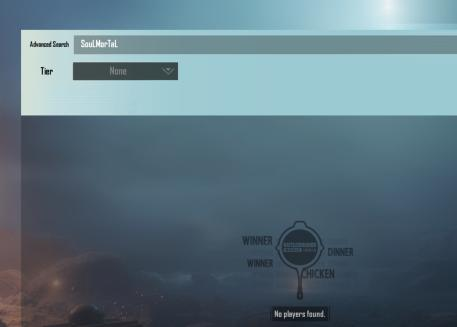 Advanced Search SouLMorTaL
Tier None
WINNER
DINNER
WINNER
CHICKEN
No players found.